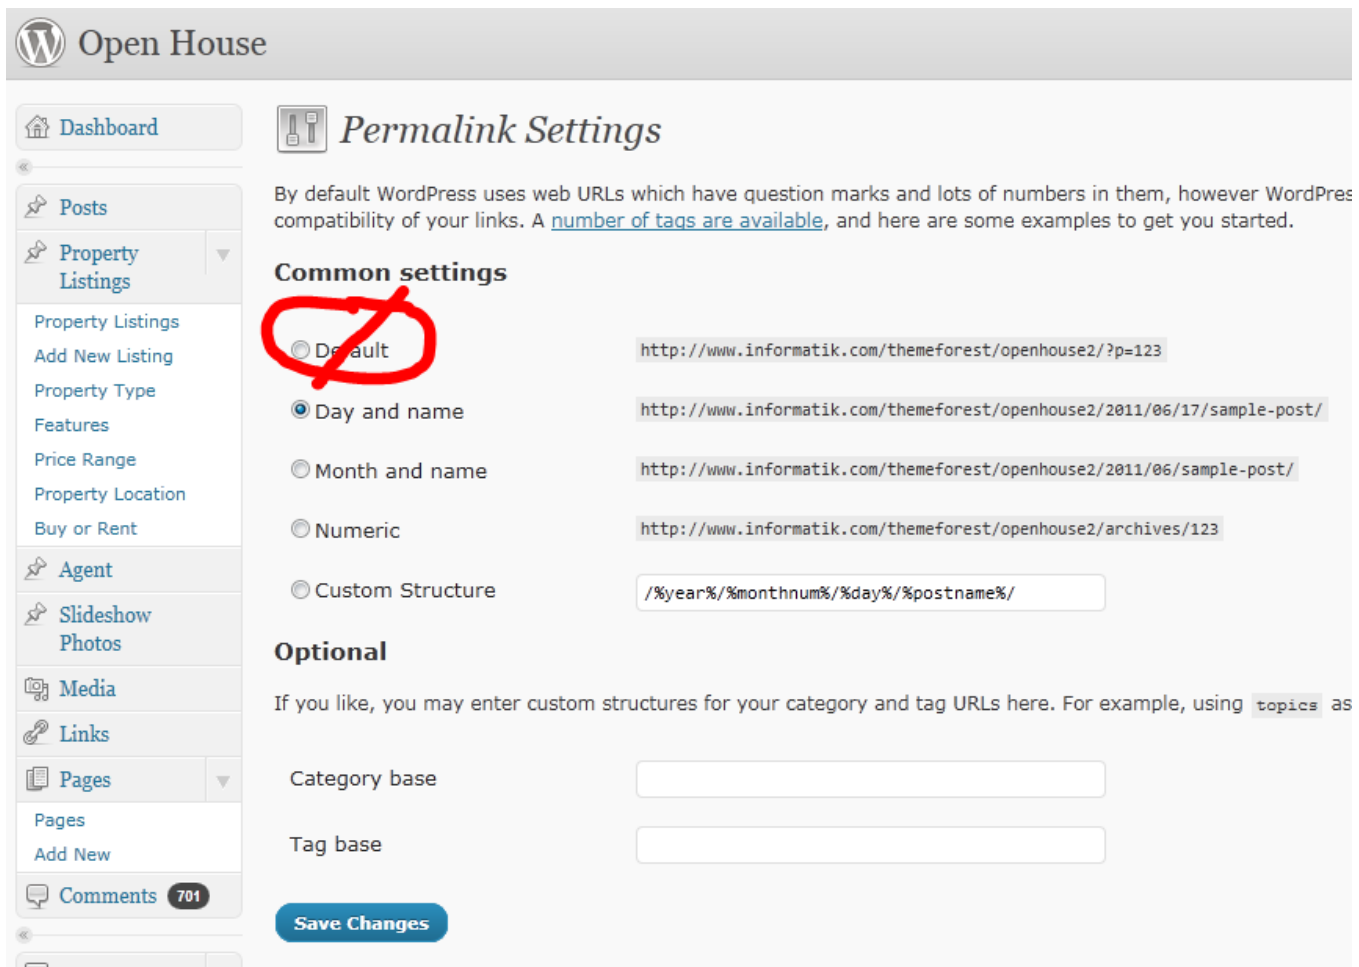 Open House
Dashboard
Posts
Property
Listings
Property Listings
Add New Listing
Property Type
Features
Price Range
Property Location
Buy or Rent
Agent
Slideshow
Photos
Media
Links
Pages
Pages
Add New
Comments 701
Permalink Settings
By default WordPress uses web URLs which have question marks and lots of numbers in them, however WordPres
compatibility of your links. A number of tags are available, and here are some examples to get you started.
Common settings
Default http://www.informatik.com/themeforest/openhouse2/?p=123
Day and name http://www.informatik.com/themeforest/openhouse2/2011/06/17/sample-post/
Month and name http://www.informatik.com/themeforest/openhouse2/2011/06/sample-post/
Numeric http://www.informatik.com/themeforest/openhouse2/archives/123
Custom Structure /%year%/%monthnum%/%day%/%postname%/
Optional
If you like, you may enter custom structures for your category and tag URLs here. For example, using topics as
Category base
Tag base
Save Changes